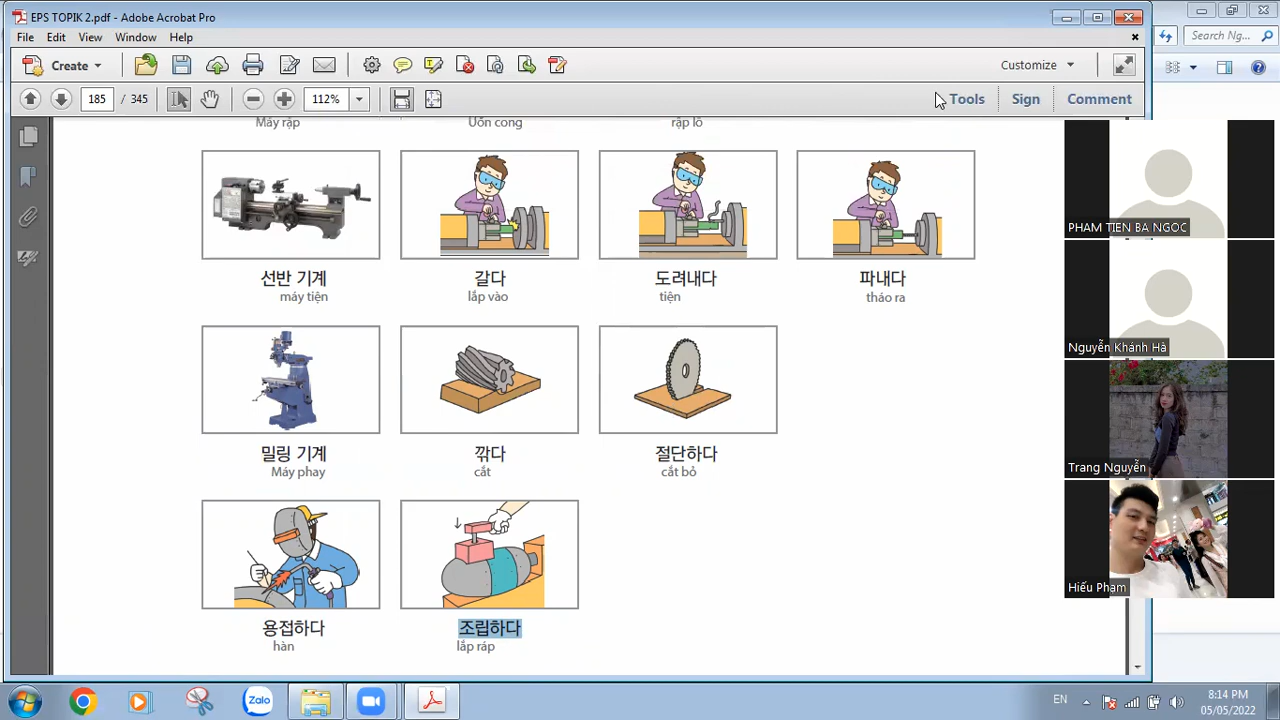 EPS TOPIK 2.pdf - Adobe Acrobat Pro
File Edit View Window Help
Search Ng...
Create
Customize
185 / 345
112%
Tools Sign Comment
Máy rập Uốn cong rập lỗ
선반 기계 갈다 도려내다 파내다
máy tiện lắp vào tiện tháo ra
밀링 기계 깎다 절단하다
Máy phay cắt cắt bỏ
용접하다 조립하다
hàn lắp ráp
PHAM TIEN BA NGOC
Nguyễn Khánh Hà
Trang Nguyễn
Hiếu Phạm
Zalo
EN
8:14 PM
05/05/2022